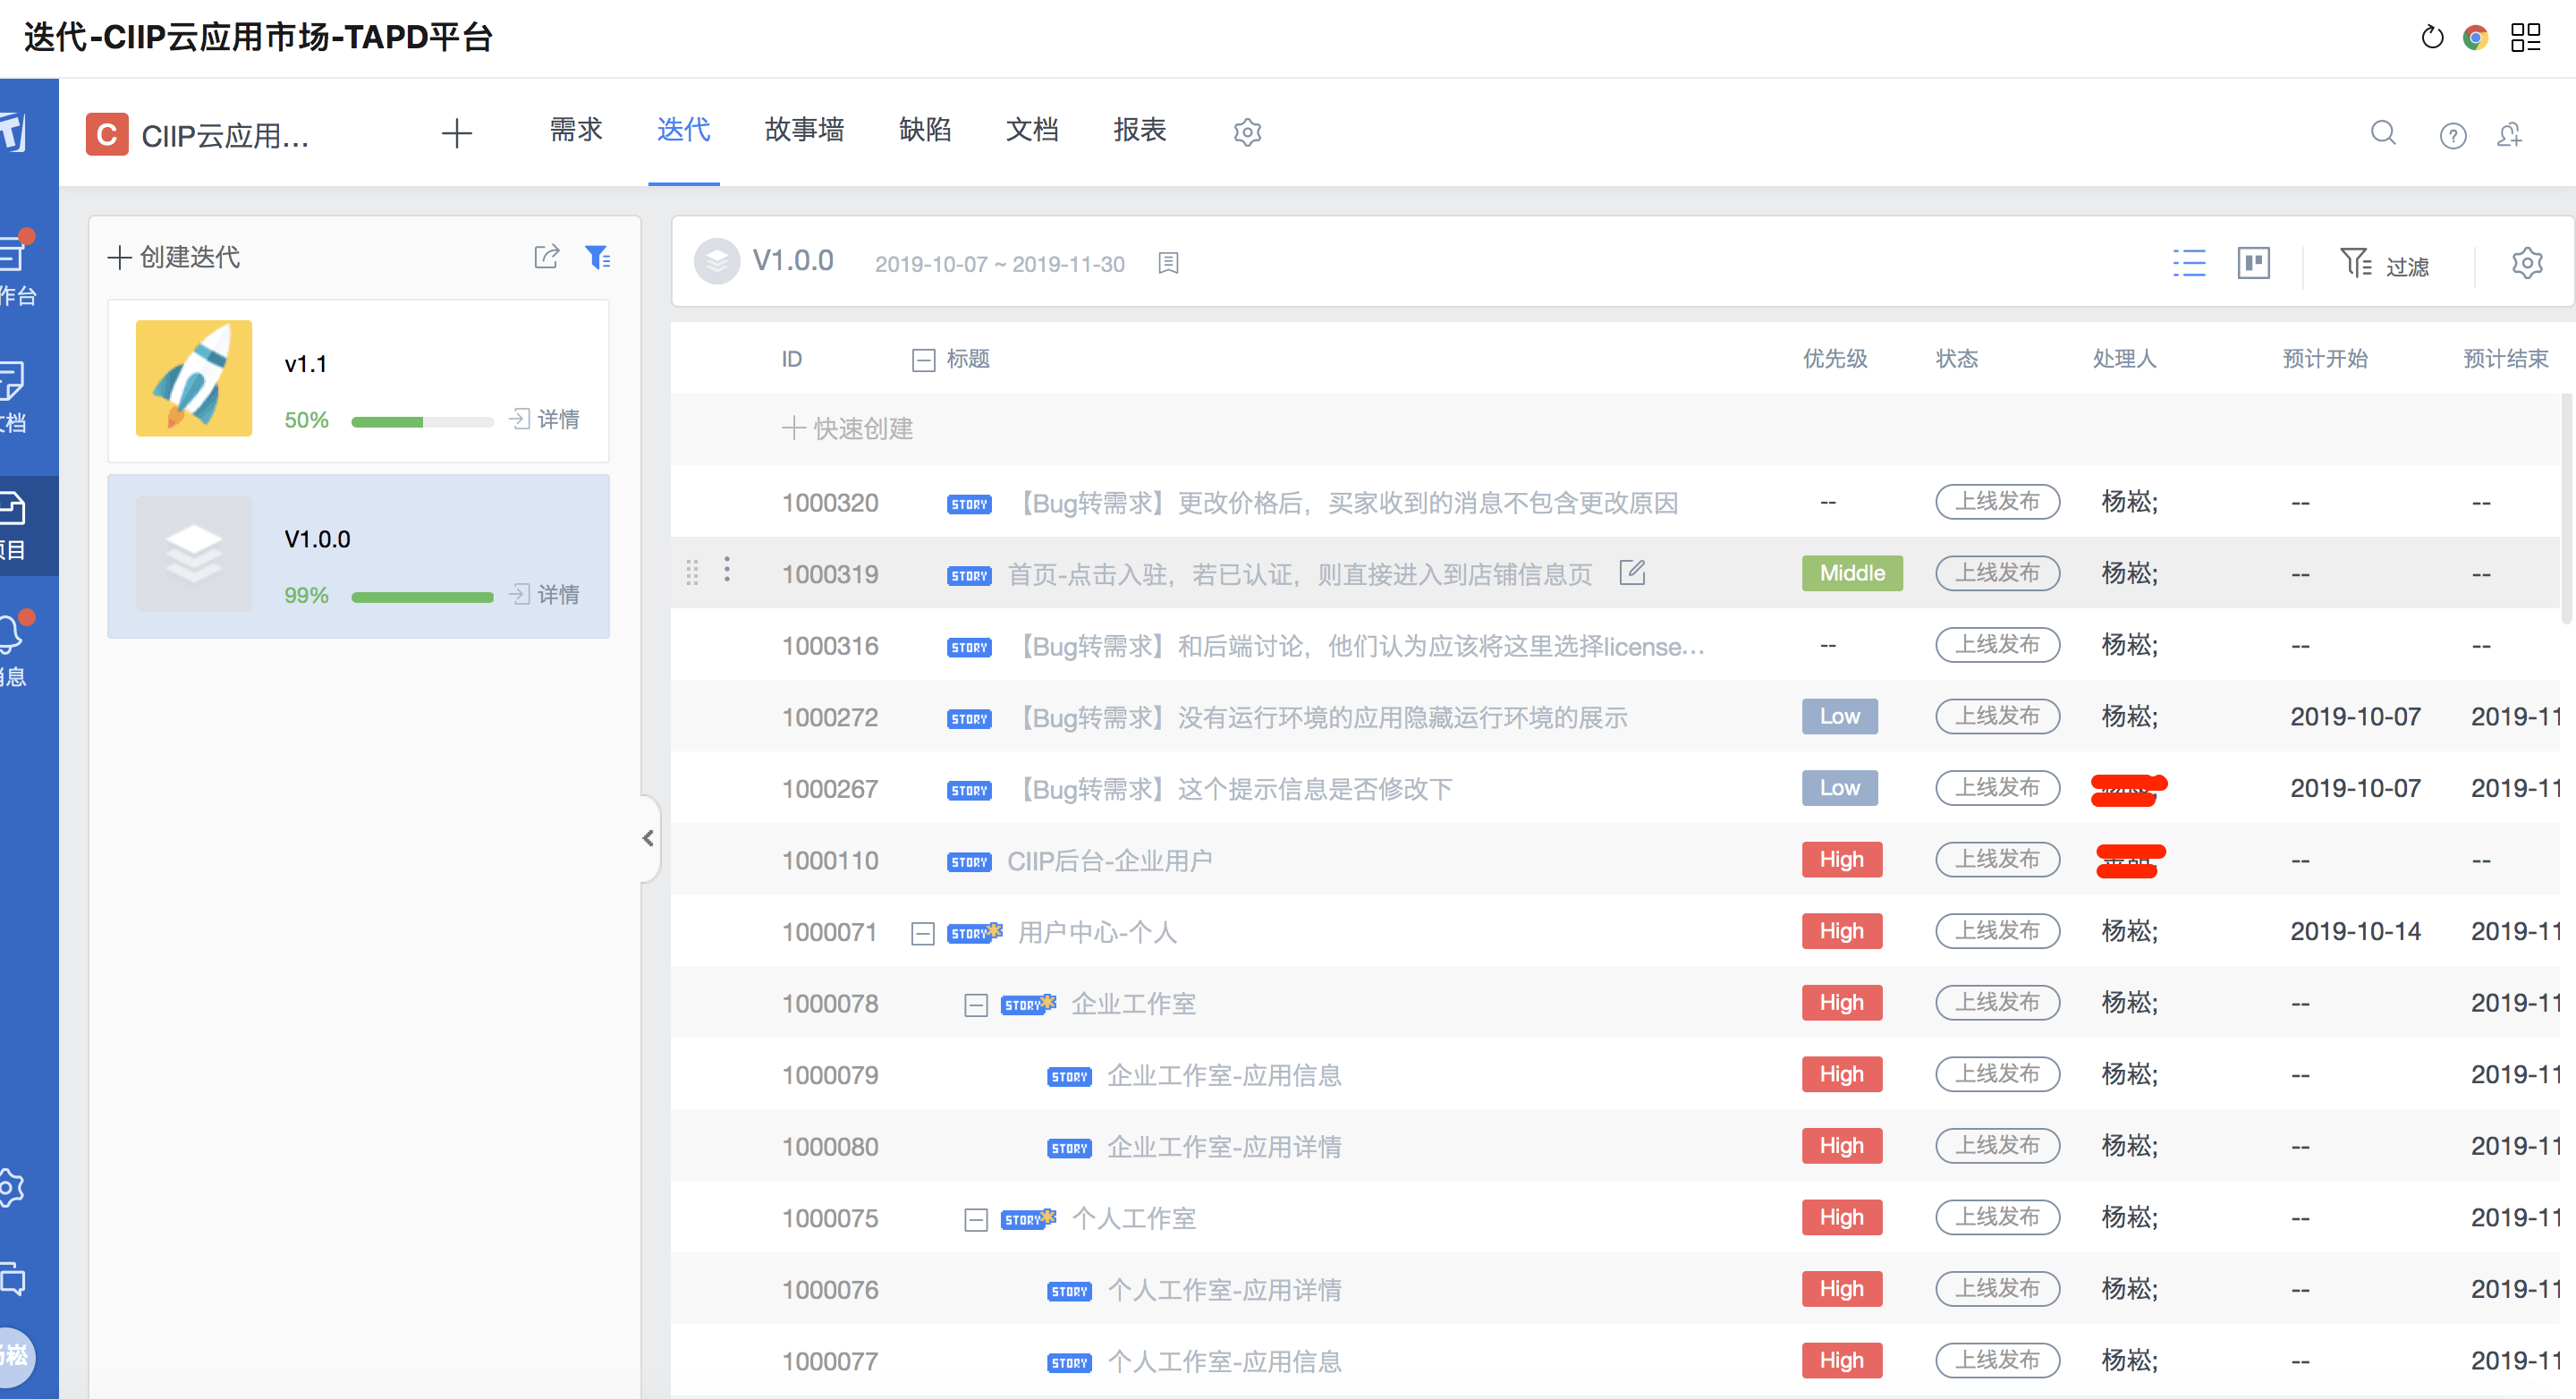 迭代-CIIP云应用市场-TAPD平台
C CIIP云应用... 需求 迭代 故事墙 缺陷 文档 报表
作台
文档
项目
消息
杨崧
创建迭代
v1.1
50% 详情
V1.0.0
99% 详情
V1.0.0 2019-10-07 ~ 2019-11-30 过滤
ID 标题 优先级 状态 处理人 预计开始 预计结束
快速创建
1000320 STORY 【Bug转需求】更改价格后，买家收到的消息不包含更改原因 -- 上线发布 杨崧; -- --
1000319 STORY 首页-点击入驻，若已认证，则直接进入到店铺信息页 Middle 上线发布 杨崧; -- --
1000316 STORY 【Bug转需求】和后端讨论，他们认为应该将这里选择license... -- 上线发布 杨崧; -- --
1000272 STORY 【Bug转需求】没有运行环境的应用隐藏运行环境的展示 Low 上线发布 杨崧; 2019-10-07 2019-11
1000267 STORY 【Bug转需求】这个提示信息是否修改下 Low 上线发布 2019-10-07 2019-11
1000110 STORY CIIP后台-企业用户 High 上线发布 -- --
1000071 STORY 用户中心-个人 High 上线发布 杨崧; 2019-10-14 2019-11
1000078 STORY 企业工作室 High 上线发布 杨崧; -- 2019-11
1000079 STORY 企业工作室-应用信息 High 上线发布 杨崧; -- 2019-11
1000080 STORY 企业工作室-应用详情 High 上线发布 杨崧; -- 2019-11
1000075 STORY 个人工作室 High 上线发布 杨崧; -- 2019-11
1000076 STORY 个人工作室-应用详情 High 上线发布 杨崧; -- 2019-11
1000077 STORY 个人工作室-应用信息 High 上线发布 杨崧; -- 2019-11